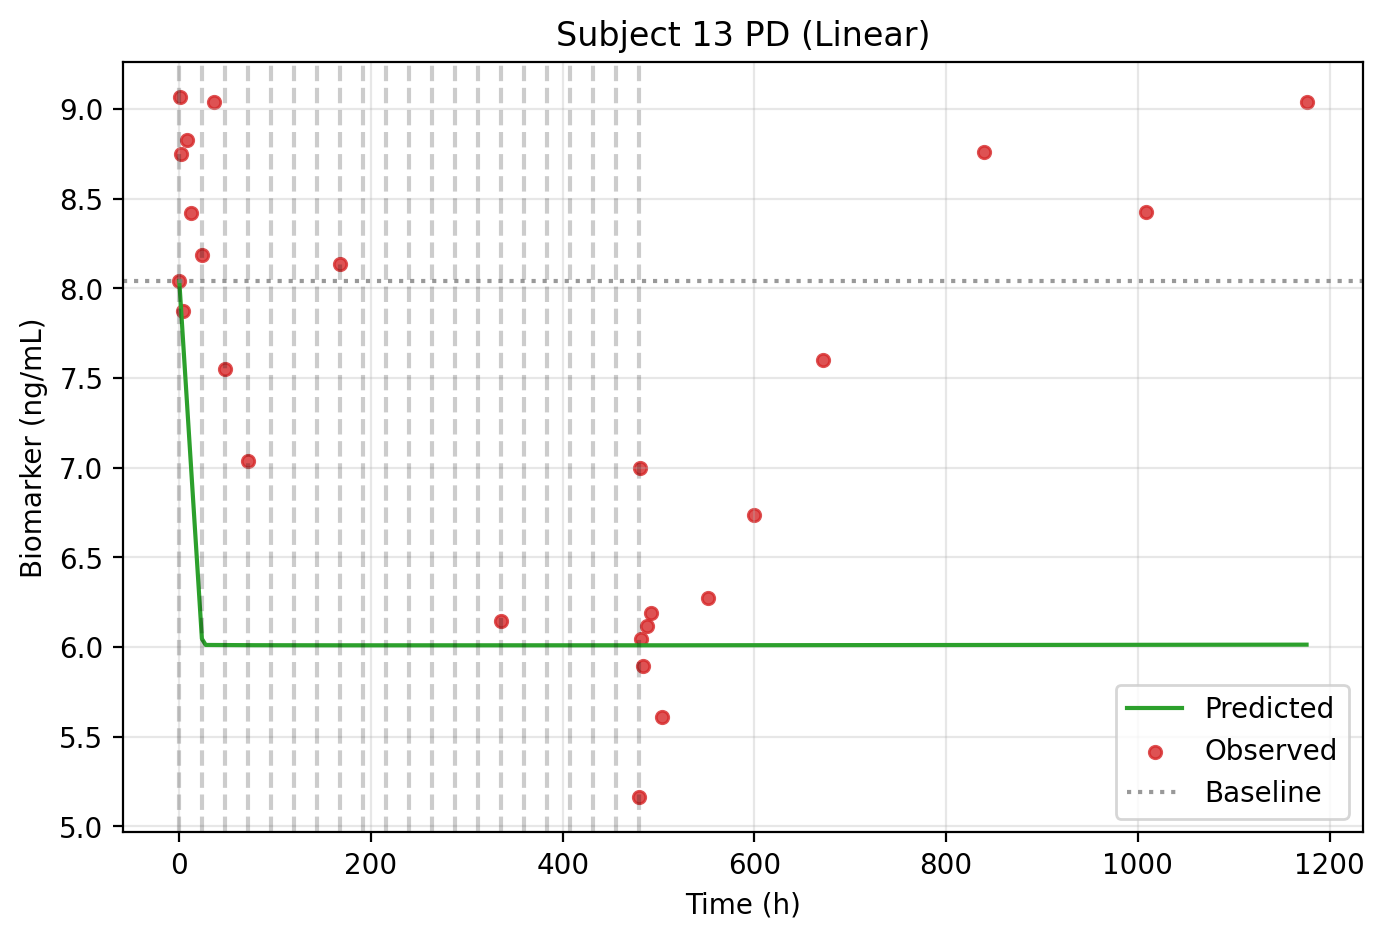 Subject 13 PD (Linear)
Biomarker (ng/mL)
9.0
8.5
8.0
7.5
7.0
6.5
6.0
5.5
5.0
Predicted
Observed
Baseline
0 200 400 600 800 1000 1200
Time (h)